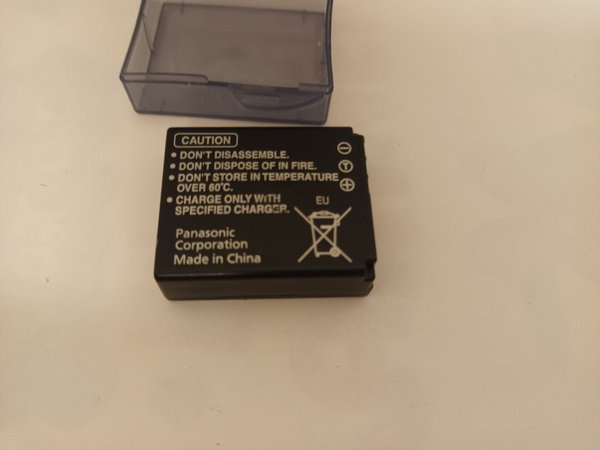 CAUTION
• DON'T DISASSEMBLE.
• DON'T DISPOSE OF IN FIRE.
• DON'T STORE IN TEMPERATURE
OVER 60°C.
• CHARGE ONLY WITH
SPECIFIED CHARGER.
Panasonic
Corporation
Made in China
⊖
Ⓣ
⊕
EU